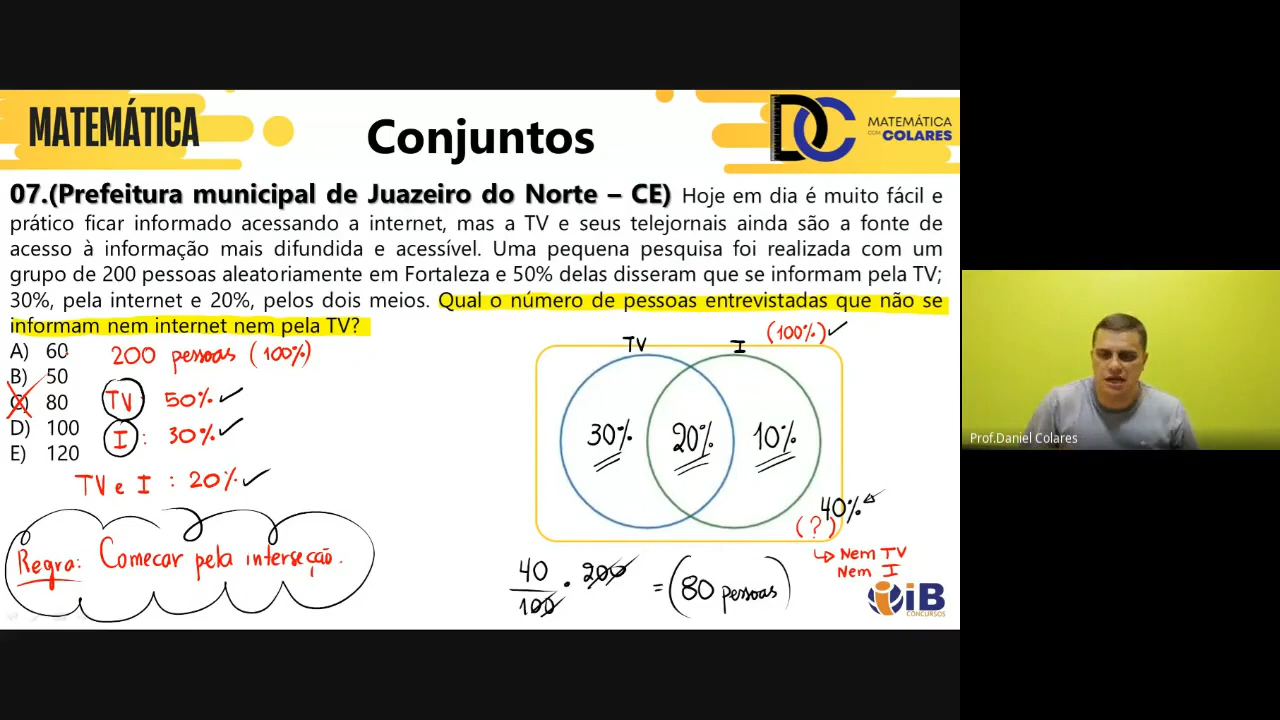 MATEMÁTICA
Conjuntos
DC
MATEMÁTICA
COM COLARES
07.(Prefeitura municipal de Juazeiro do Norte – CE) Hoje em dia é muito fácil e
prático ficar informado acessando a internet, mas a TV e seus telejornais ainda são a fonte de
acesso à informação mais difundida e acessível. Uma pequena pesquisa foi realizada com um
grupo de 200 pessoas aleatoriamente em Fortaleza e 50% delas disseram que se informam pela TV;
30%, pela internet e 20%, pelos dois meios. Qual o número de pessoas entrevistadas que não se
informam nem internet nem pela TV?
A) 60
B) 50
C) 80
D) 100
E) 120
200 pessoas (100%)
TV 50%
I : 30%
TV e I : 20%
Regra: Comecar pela interseção.
TV
I
(100%)
30%
20%
10%
40%
(?)
Nem TV
Nem I
40/100 . 200 = (80 pessoas)
iB
CONCURSOS
Prof.Daniel Colares